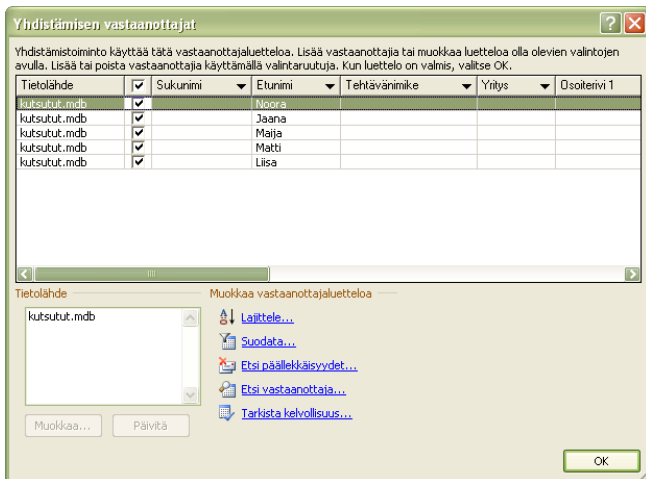 Yhdistämisen vastaanottajat
Yhdistämistoiminto käyttää tätä vastaanottajaluetteloa. Lisää vastaanottajia tai muokkaa luetteloa olla olevien valintojen
avulla. Lisää tai poista vastaanottajia käyttämällä valintaruutuja. Kun luettelo on valmis, valitse OK.
Tietolähde Sukunimi Etunimi Tehtävänimike Yritys Osoiterivi 1
kutsutut.mdb Noora
kutsutut.mdb Jaana
kutsutut.mdb Maija
kutsutut.mdb Matti
kutsutut.mdb Liisa
Tietolähde Muokkaa vastaanottajaluetteloa
kutsutut.mdb
Lajittele...
Suodata...
Etsi päällekkäisyydet...
Etsi vastaanottaja...
Tarkista kelvollisuus...
Muokkaa... Päivitä
OK